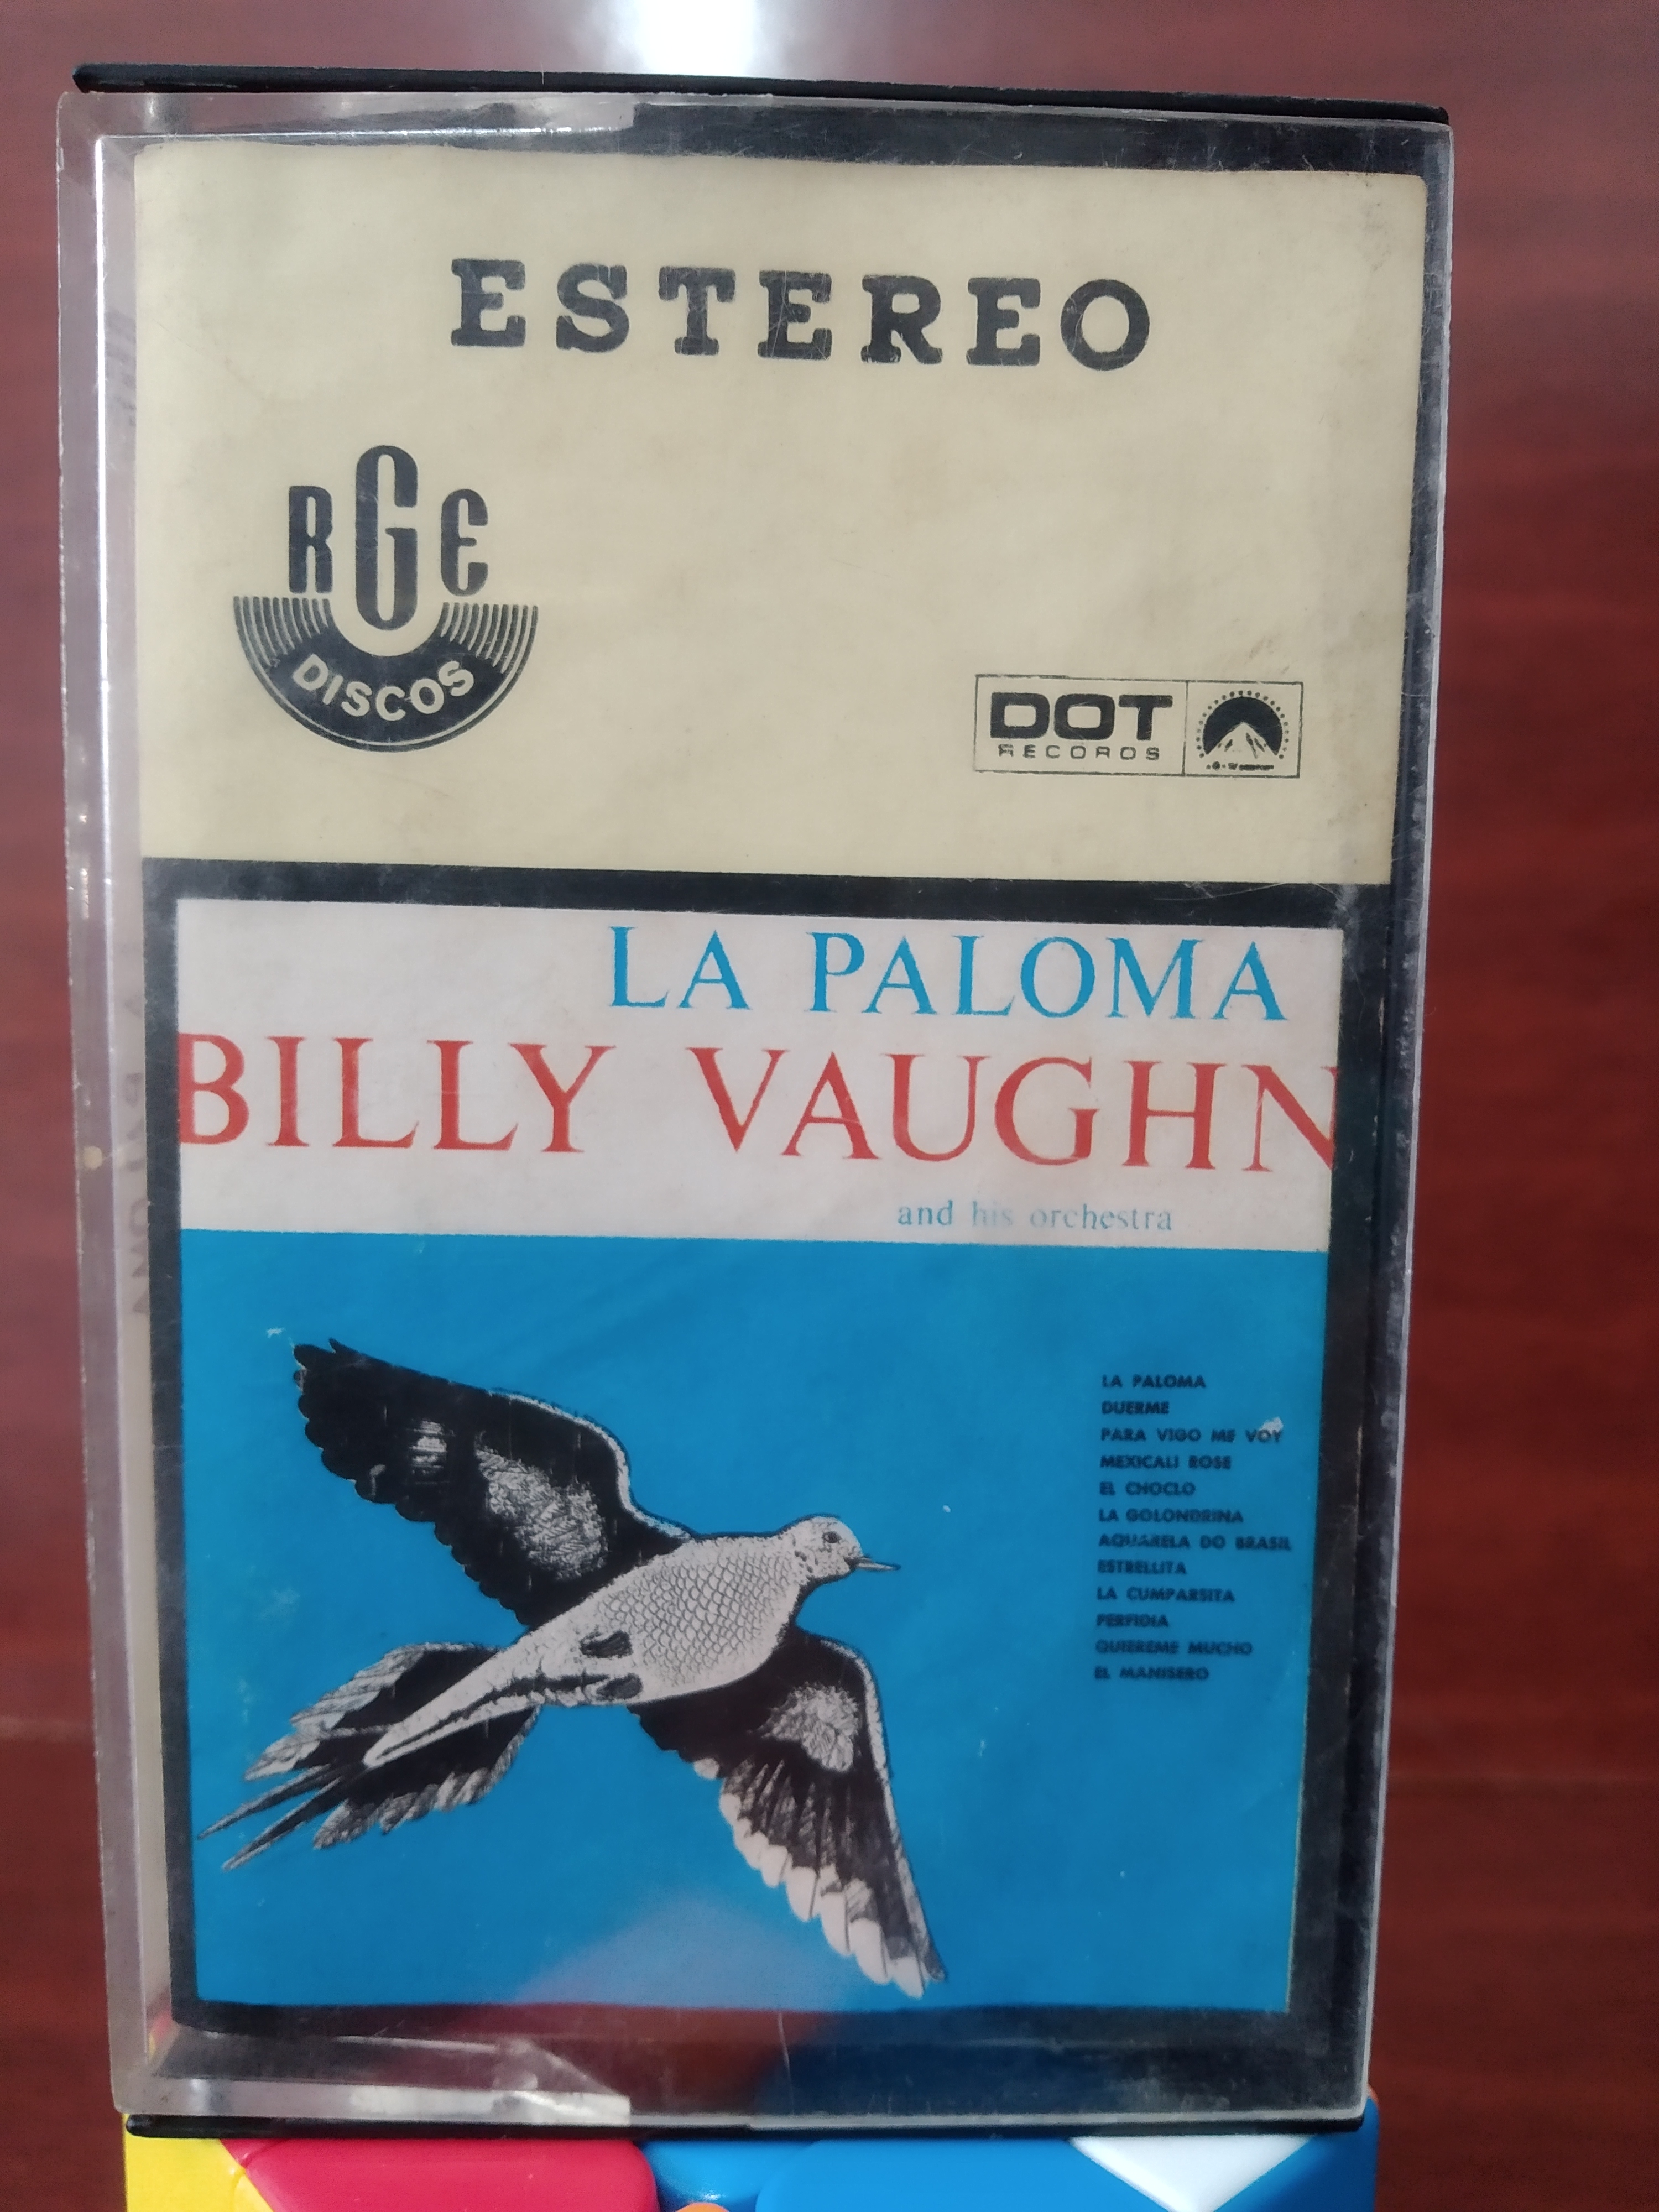 ESTEREO
RGE
DISCOS
DOT
RECORDS
LA PALOMA
BILLY VAUGHN
and his orchestra
LA PALOMA
DUERME
PARA VIGO ME VOY
MEXICALI ROSE
EL CHOCLO
LA GOLONDRINA
AQUARELA DO BRASIL
ESTRELLITA
LA CUMPARSITA
PERFIDIA
QUIEREME MUCHO
EL MANISERO